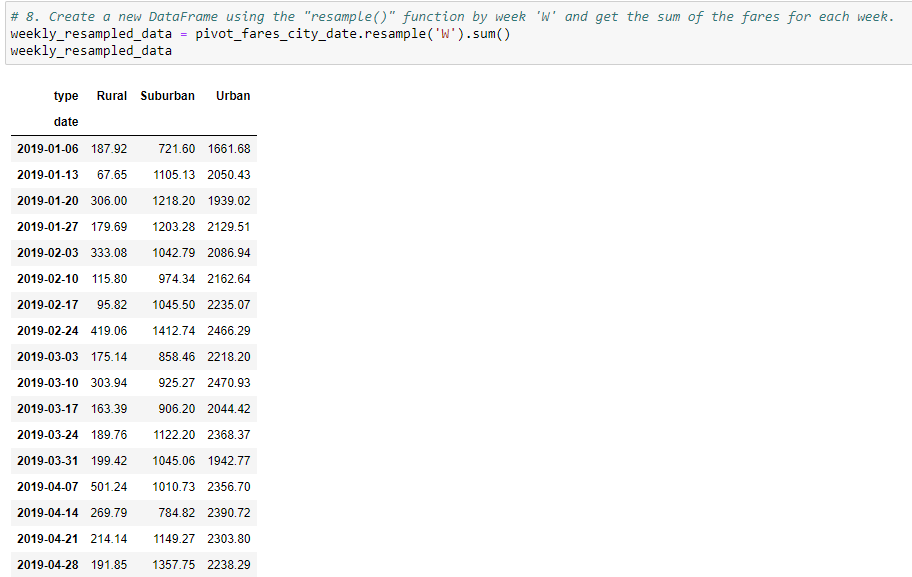 # 8. Create a new DataFrame using the "resample()" function by week 'W' and get the sum of the fares for each week.
weekly_resampled_data = pivot_fares_city_date.resample('W').sum()
weekly_resampled_data
type Rural Suburban Urban
date
2019-01-06 187.92 721.60 1661.68
2019-01-13 67.65 1105.13 2050.43
2019-01-20 306.00 1218.20 1939.02
2019-01-27 179.69 1203.28 2129.51
2019-02-03 333.08 1042.79 2086.94
2019-02-10 115.80 974.34 2162.64
2019-02-17 95.82 1045.50 2235.07
2019-02-24 419.06 1412.74 2466.29
2019-03-03 175.14 858.46 2218.20
2019-03-10 303.94 925.27 2470.93
2019-03-17 163.39 906.20 2044.42
2019-03-24 189.76 1122.20 2368.37
2019-03-31 199.42 1045.06 1942.77
2019-04-07 501.24 1010.73 2356.70
2019-04-14 269.79 784.82 2390.72
2019-04-21 214.14 1149.27 2303.80
2019-04-28 191.85 1357.75 2238.29